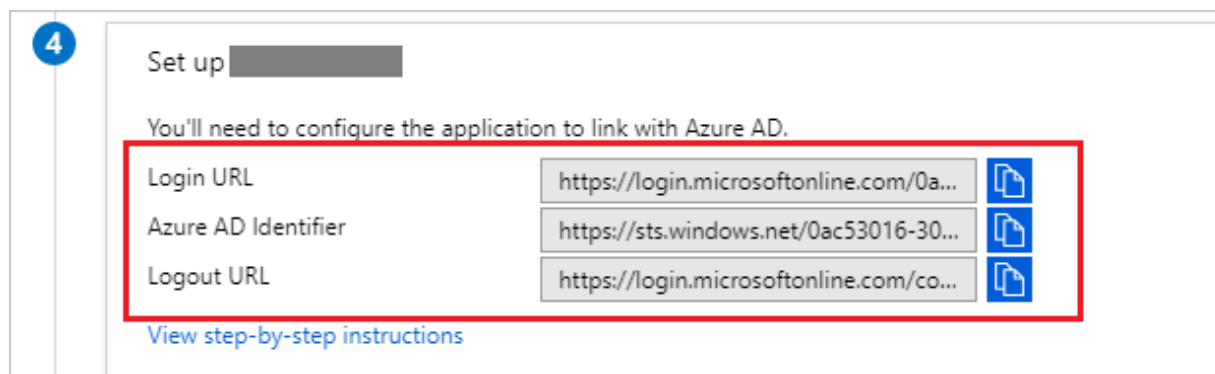 4
Set up
You'll need to configure the application to link with Azure AD.
Login URL https://login.microsoftonline.com/0a...
Azure AD Identifier https://sts.windows.net/0ac53016-30...
Logout URL https://login.microsoftonline.com/co...
View step-by-step instructions